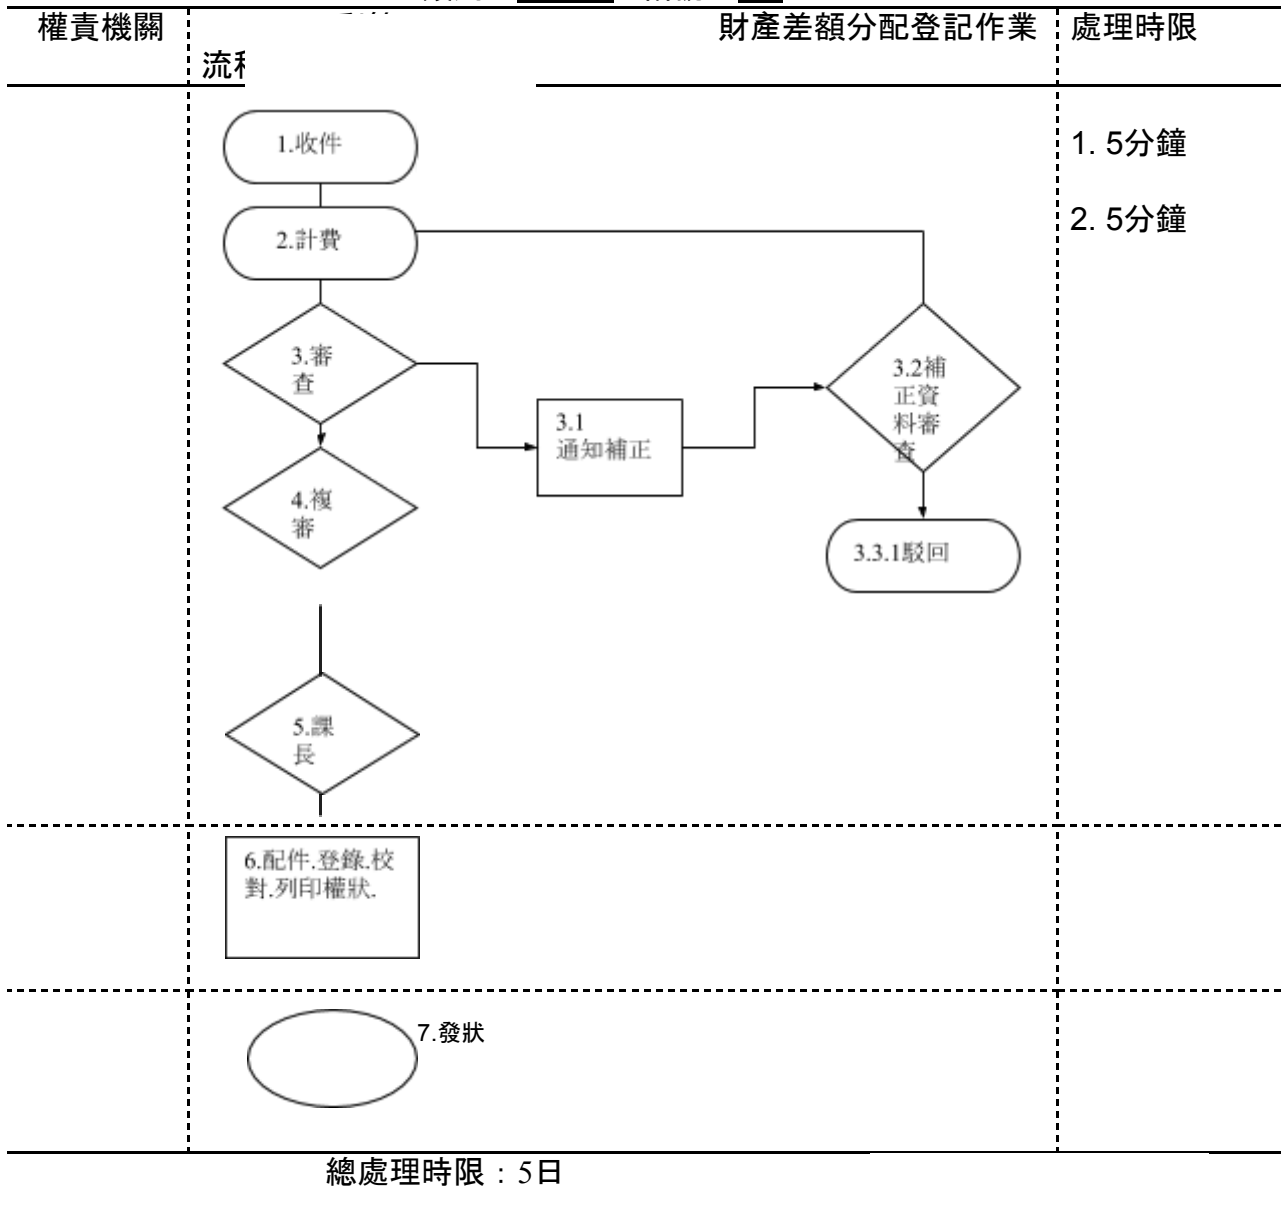 權責機關
財產差額分配登記作業
處理時限
流
1.收件
1. 5分鐘
2.計費
2. 5分鐘
3.審
查
3.1
通知補正
3.2補
正資
料審
查
4.複
審
3.3.1駁回
5.課
長
6.配件.登錄.校
對.列印權狀.
7.發狀
總處理時限：5日